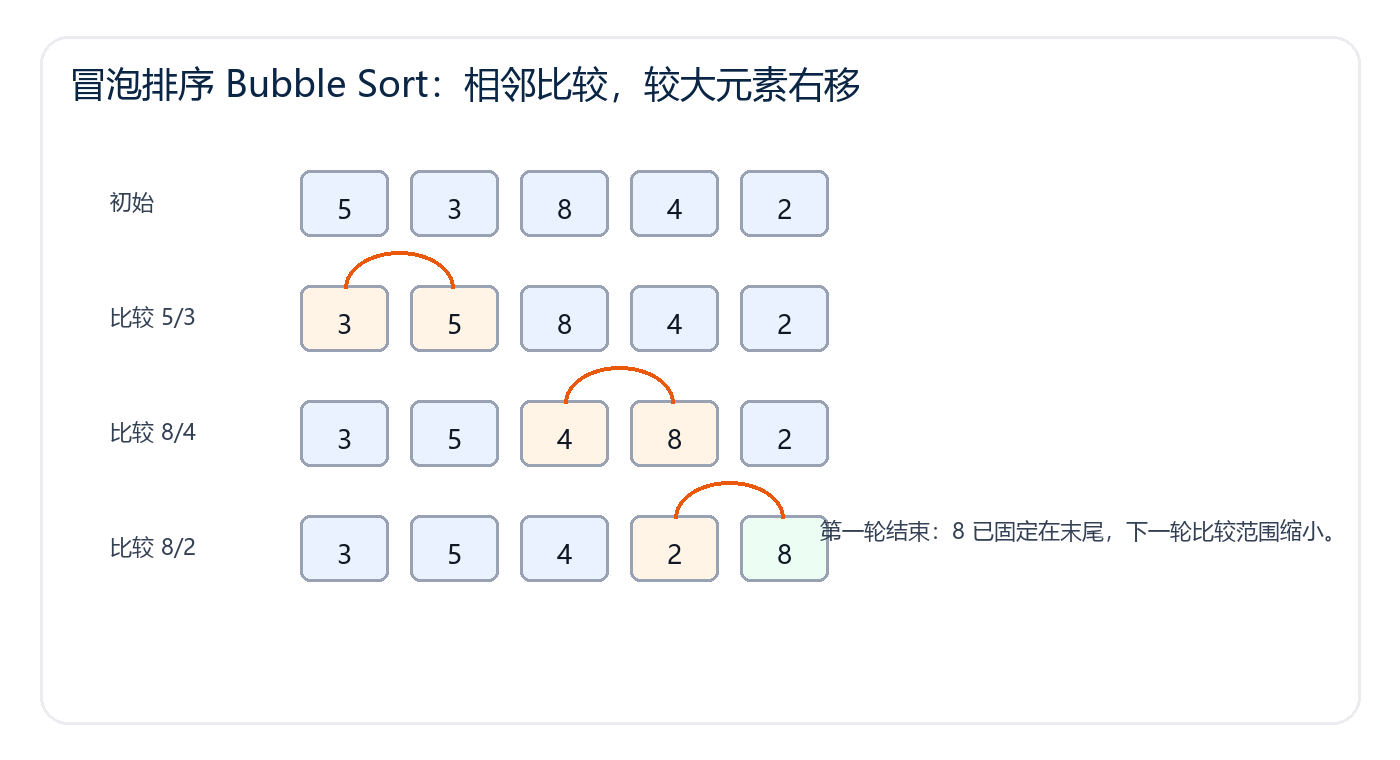 冒泡排序 Bubble Sort：相邻比较，较大元素右移
初始 5 3 8 4 2
比较 5/3 3 5 8 4 2
比较 8/4 3 5 4 8 2
比较 8/2 3 5 4 2 8 第一轮结束：8 已固定在末尾，下一轮比较范围缩小。